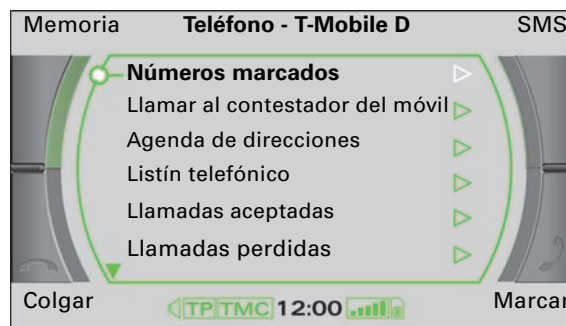 Memoria Teléfono - T-Mobile D SMS
Números marcados
Llamar al contestador del móvil
Agenda de direcciones
Listín telefónico
Llamadas aceptadas
Llamadas perdidas
Colgar TP TMC 12:00 Marcar